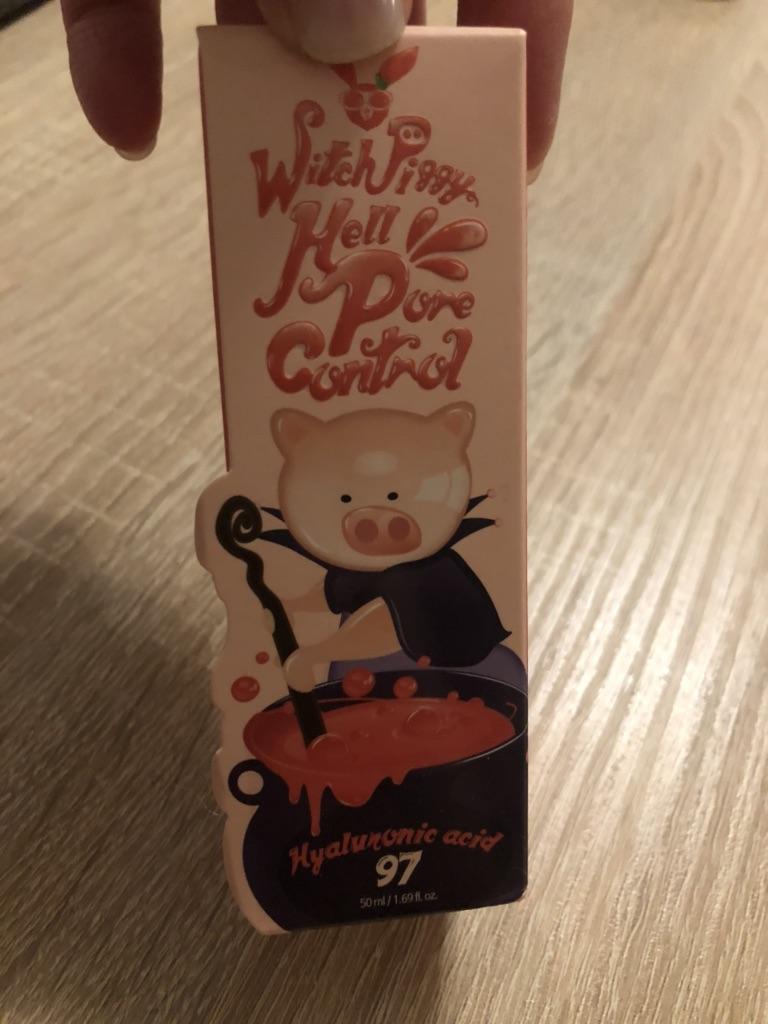 Witch Piggy
Hell
Pore
Control
Hyaluronic acid
97
50 ml / 1.69 fl. oz.